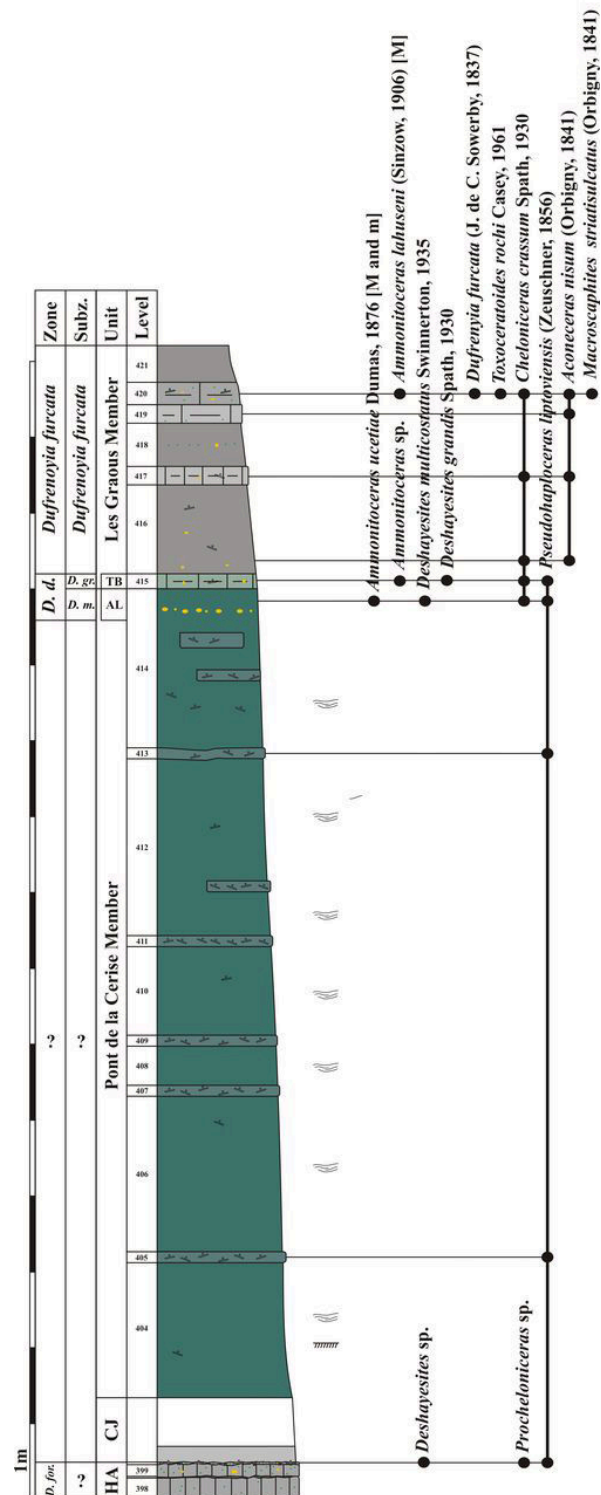 Zone
Subz.
Unit
Level
Dufrenoyia furcata
Dufrenoyia furcata
Les Graous Member
421
420
419
418
417
416
D. d.
D. gr.
TB
415
D. m.
AL
414
413
412
411
410
409
408
407
406
405
404
?
?
Pont de la Cerise Member
CJ
D. for.
?
HA
399
398
1m
Ammonitoceras ucetiae Dumas, 1876 [M and m]
Ammonitoceras sp.
Ammonitoceras lahuseni (Sinzow, 1906) [M]
Deshayesites sp.
Deshayesites multicostatus Swinnerton, 1935
Deshayesites grandis Spath, 1930
Dufrenyia furcata (J. de C. Sowerby, 1837)
Toxoceratoides rochi Casey, 1961
Procheloniceras sp.
Cheloniceras crassum Spath, 1930
Pseudohaploceras liptoviensis (Zeuschner, 1856)
Aconeceras nisum (Orbigny, 1841)
Macroscaphites striatisulcatus (Orbigny, 1841)